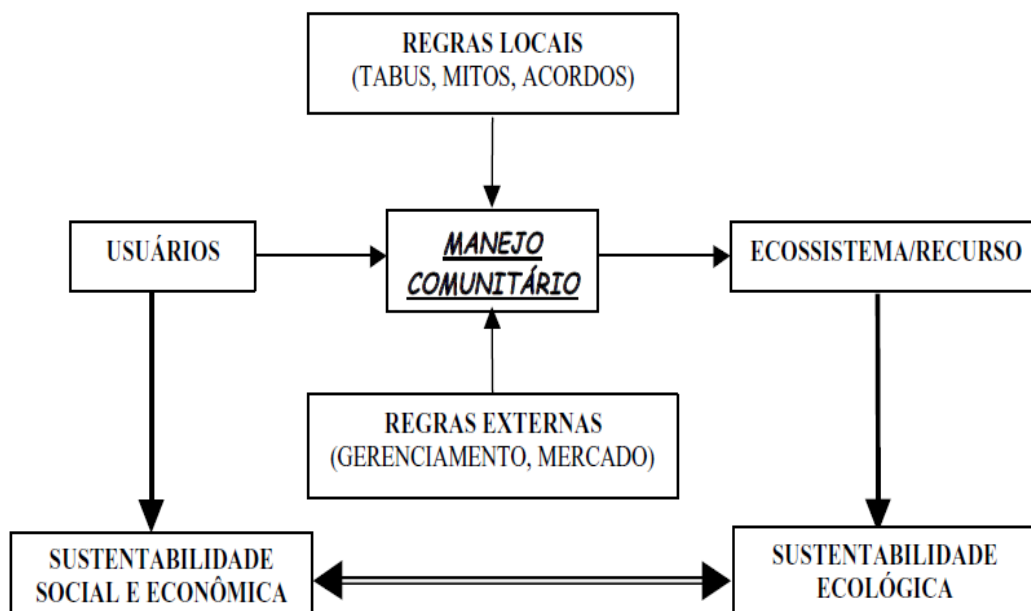 REGRAS LOCAIS
(TABUS, MITOS, ACORDOS)
USUÁRIOS
MANEJO
COMUNITÁRIO
ECOSSISTEMA/RECURSO
REGRAS EXTERNAS
(GERENCIAMENTO, MERCADO)
SUSTENTABILIDADE
SOCIAL E ECONÔMICA
SUSTENTABILIDADE
ECOLÓGICA